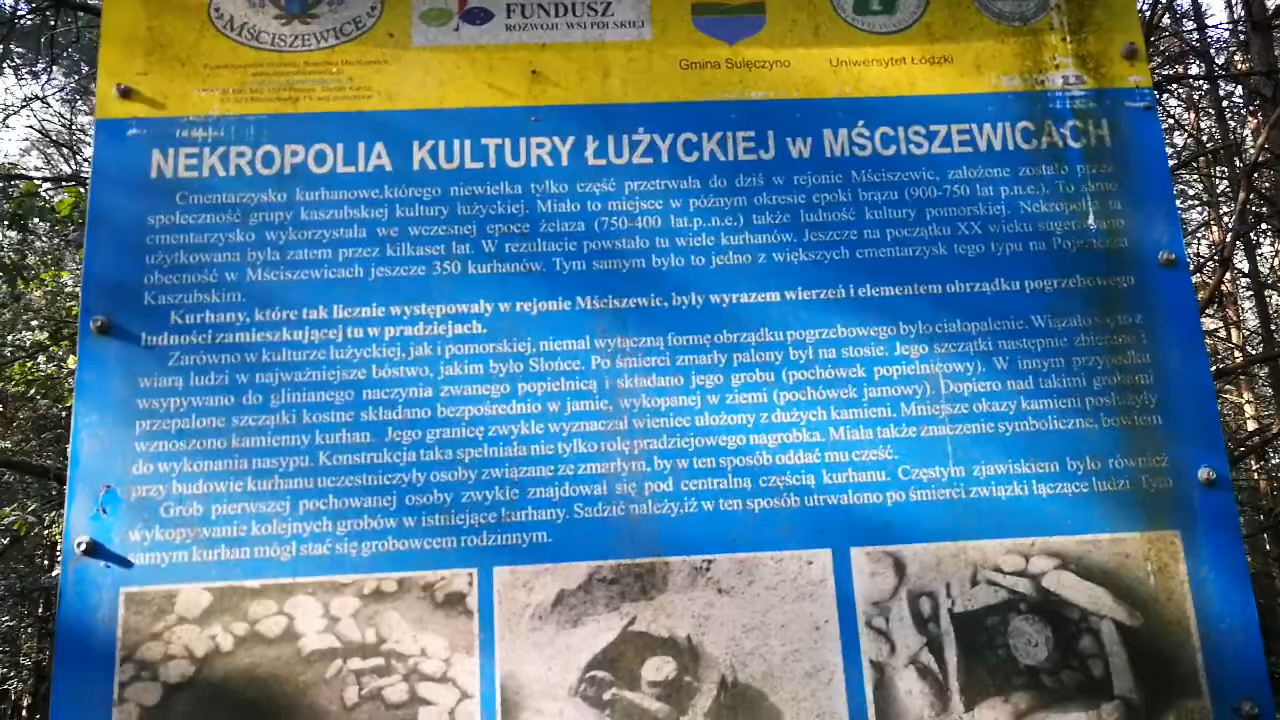 MŚCISZEWICE
FUNDUSZ
ROZWOJU WSI POLSKIEJ
Gmina Sulęczyno
Uniwersytet Łódzki
NEKROPOLIA KULTURY ŁUŻYCKIEJ w MŚCISZEWICACH
Cmentarzysko kurhanowe,którego niewielka tylko część przetrwała do dziś w rejonie Mściszewic, założone zostało przez
społeczność grupy kaszubskiej kultury łużyckiej. Miało to miejsce w późnym okresie epoki brązu (900-750 lat p.n.e.). To samo
cmentarzysko wykorzystała we wczesnej epoce żelaza (750-400 lat.p..n.e.) także ludność kultury pomorskiej. Nekropolia ta
użytkowana była zatem przez kilkaset lat. W rezultacie powstało tu wiele kurhanów. Jeszcze na początku XX wieku sugerowano
obecność w Mściszewicach jeszcze 350 kurhanów. Tym samym było to jedno z większych cmentarzysk tego typu na Pojezierzu
Kaszubskim.
Kurhany, które tak licznie występowały w rejonie Mściszewic, były wyrazem wierzeń i elementem obrządku pogrzebowego
ludności zamieszkującej tu w pradziejach.
Zarówno w kulturze łużyckiej, jak i pomorskiej, niemal wyłączną formę obrządku pogrzebowego było ciałopalenie. Wiązało się to z
wiarą ludzi w najważniejsze bóstwo, jakim było Słońce. Po śmierci zmarły palony był na stosie. Jego szczątki następnie zbierano i
wsypywano do glinianego naczynia zwanego popielnicą i składano jego grobu (pochówek popielnicowy). W innym przypadku
przepalone szczątki kostne składano bezpośrednio w jamie, wykopanej w ziemi (pochówek jamowy). Dopiero nad takimi grobami
wznoszono kamienny kurhan. Jego granicę zwykle wyznaczał wieniec ułożony z dużych kamieni. Mniejsze okazy kamieni posłużyły
do wykonania nasypu. Konstrukcja taka spełniała nie tylko rolę pradziejowego nagrobka. Miała także znaczenie symboliczne, bowiem
przy budowie kurhanu uczestniczyły osoby związane ze zmarłym, by w ten sposób oddać mu cześć.
Grób pierwszej pochowanej osoby zwykle znajdował się pod centralną częścią kurhanu. Częstym zjawiskiem było również
wykopywanie kolejnych grobów w istniejące kurhany. Sadzić należy,iż w ten sposób utrwalono po śmierci związki łączące ludzi. Tym
samym kurhan mógł stać się grobowcem rodzinnym.